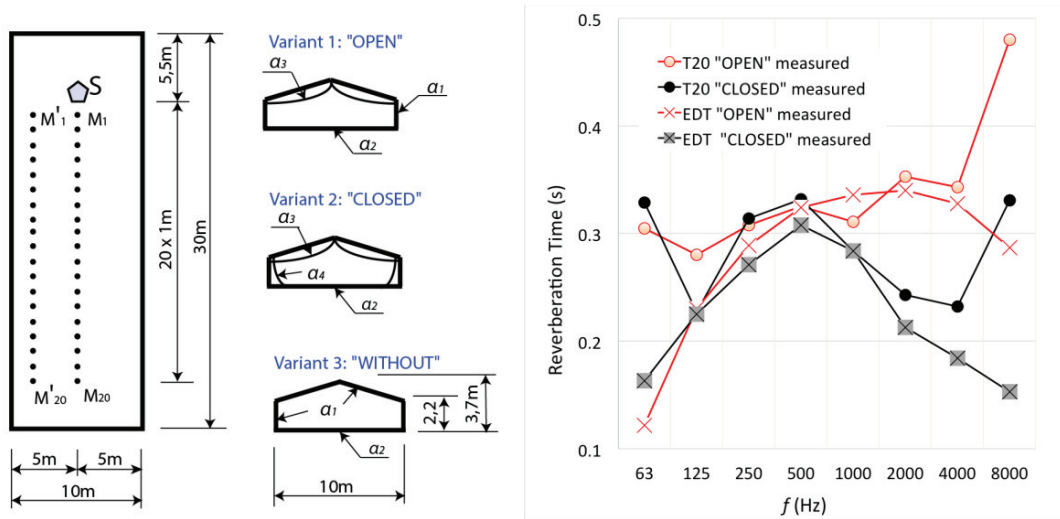 5,5m
S
M'1
M1
20 x 1m
30m
M'20
M20
5m
5m
10m
Variant 1: "OPEN"
α3
α1
α2
Variant 2: "CLOSED"
α3
α4
α2
Variant 3: "WITHOUT"
α1
2,2
3,7m
α2
10m
0.5
T20 "OPEN" measured
T20 "CLOSED" measured
EDT "OPEN" measured
EDT "CLOSED" measured
0.4
Reverberation Time (s)
0.3
0.2
0.1
63 125 250 500 1000 2000 4000 8000
f (Hz)